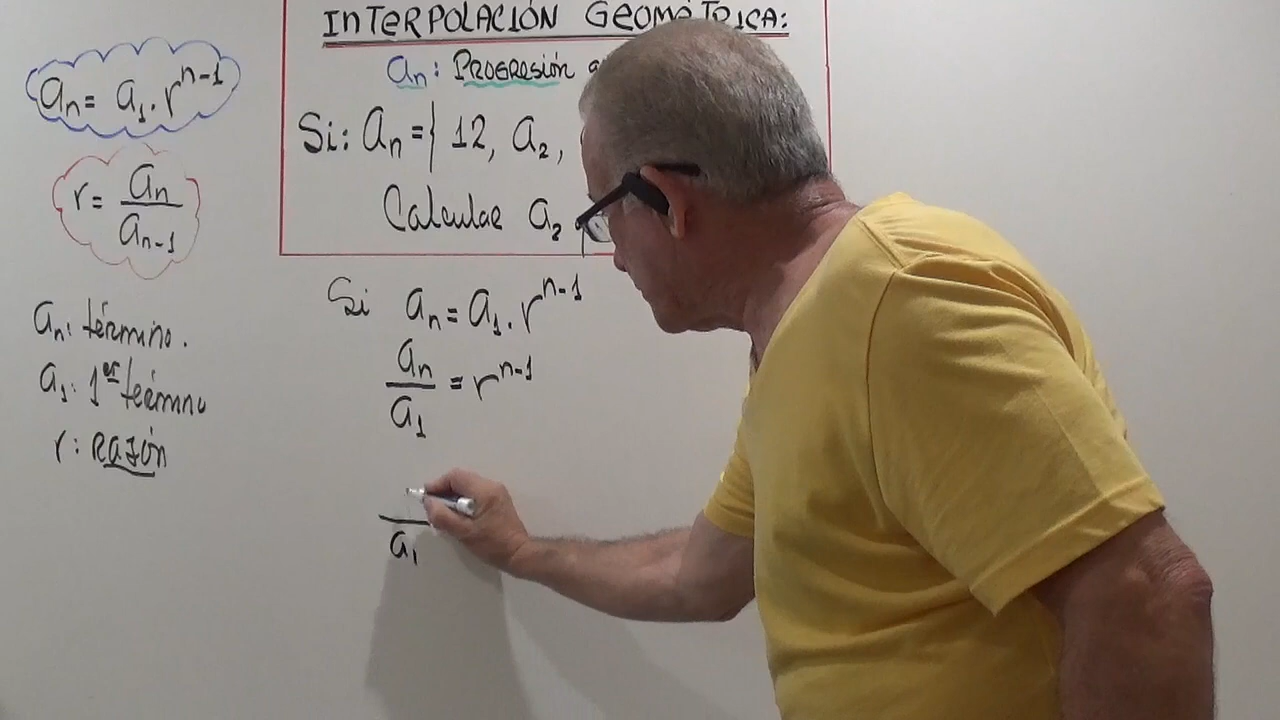 INTERPOLACIÓN GEOMÉTRICA:
an: Progresión
Si: an = { 12, a2,
Calcular a2
an = a1 . r^n-1
r = an / an-1
an: término.
a1: 1er término
r: Razón
Si an = a1 . r^n-1
an / a1 = r^n-1
a1